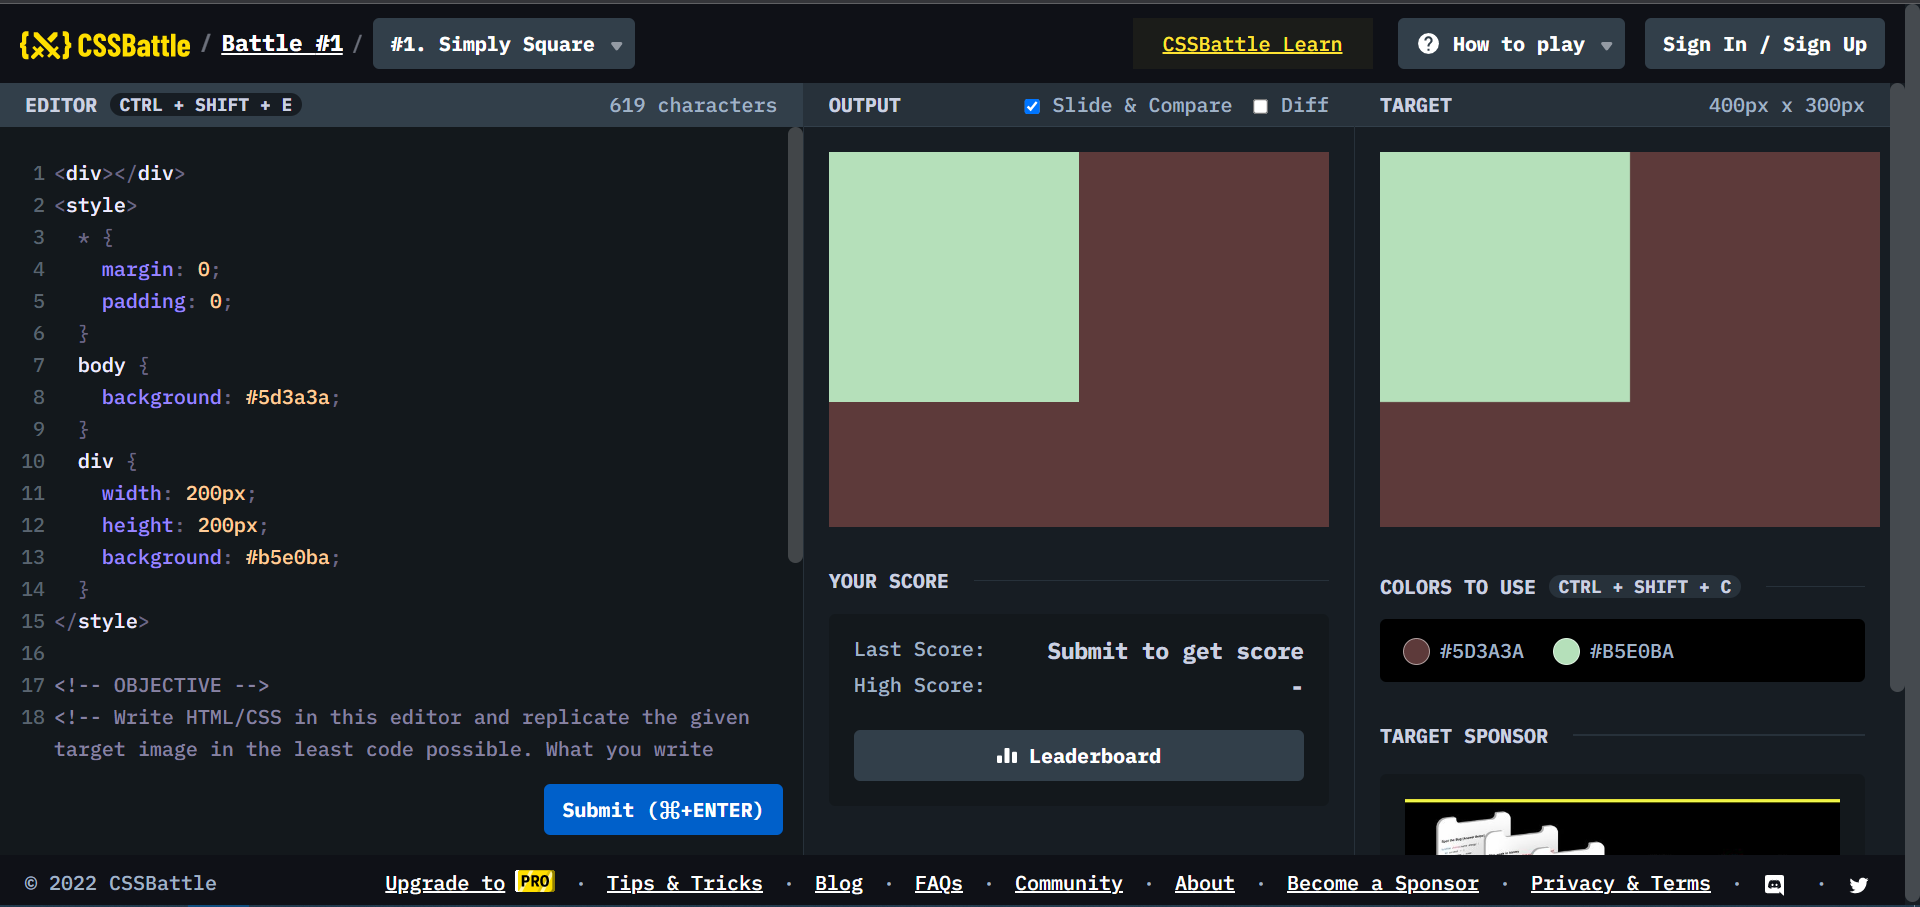 {X} CSSBattle / Battle #1 / #1. Simply Square
CSSBattle Learn
How to play
Sign In / Sign Up
EDITOR CTRL + SHIFT + E 619 characters
1 <div></div>
2 <style>
3 * {
4 margin: 0;
5 padding: 0;
6 }
7 body {
8 background: #5d3a3a;
9 }
10 div {
11 width: 200px;
12 height: 200px;
13 background: #b5e0ba;
14 }
15 </style>
16
17 <!-- OBJECTIVE -->
18 <!-- Write HTML/CSS in this editor and replicate the given
target image in the least code possible. What you write
Submit (⌘+ENTER)
OUTPUT Slide & Compare Diff
YOUR SCORE
Last Score: Submit to get score
High Score: -
Leaderboard
TARGET 400px x 300px
COLORS TO USE CTRL + SHIFT + C
#5D3A3A #B5E0BA
TARGET SPONSOR
© 2022 CSSBattle Upgrade to PRO · Tips & Tricks · Blog · FAQs · Community · About · Become a Sponsor · Privacy & Terms · ·